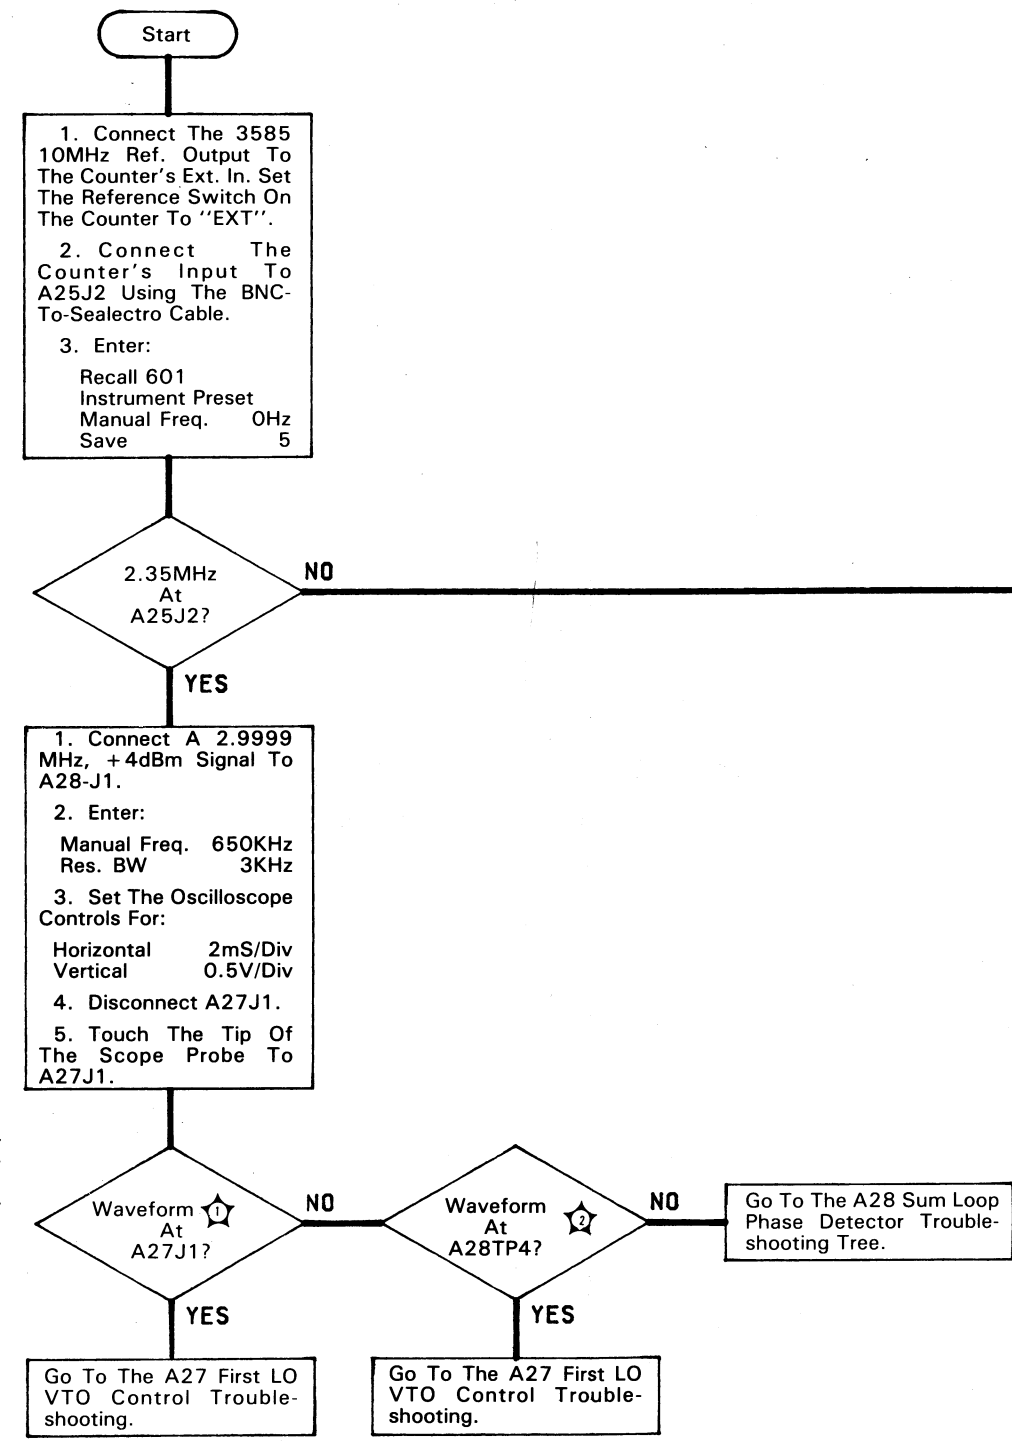 Start
1. Connect The 3585
10MHz Ref. Output To
The Counter's Ext. In. Set
The Reference Switch On
The Counter To "EXT".
2. Connect The
Counter's Input To
A25J2 Using The BNC-
To-Sealectro Cable.
3. Enter:
Recall 601
Instrument Preset
Manual Freq. 0Hz
Save 5
2.35MHz
At
A25J2?
NO
YES
1. Connect A 2.9999
MHz, +4dBm Signal To
A28-J1.
2. Enter:
Manual Freq. 650KHz
Res. BW 3KHz
3. Set The Oscilloscope
Controls For:
Horizontal 2mS/Div
Vertical 0.5V/Div
4. Disconnect A27J1.
5. Touch The Tip Of
The Scope Probe To
A27J1.
Waveform 1
At
A27J1?
NO
YES
Waveform 2
At
A28TP4?
NO
YES
Go To The A28 Sum Loop
Phase Detector Trouble-
shooting Tree.
Go To The A27 First LO
VTO Control Trouble-
shooting.
Go To The A27 First LO
VTO Control Trouble-
shooting.